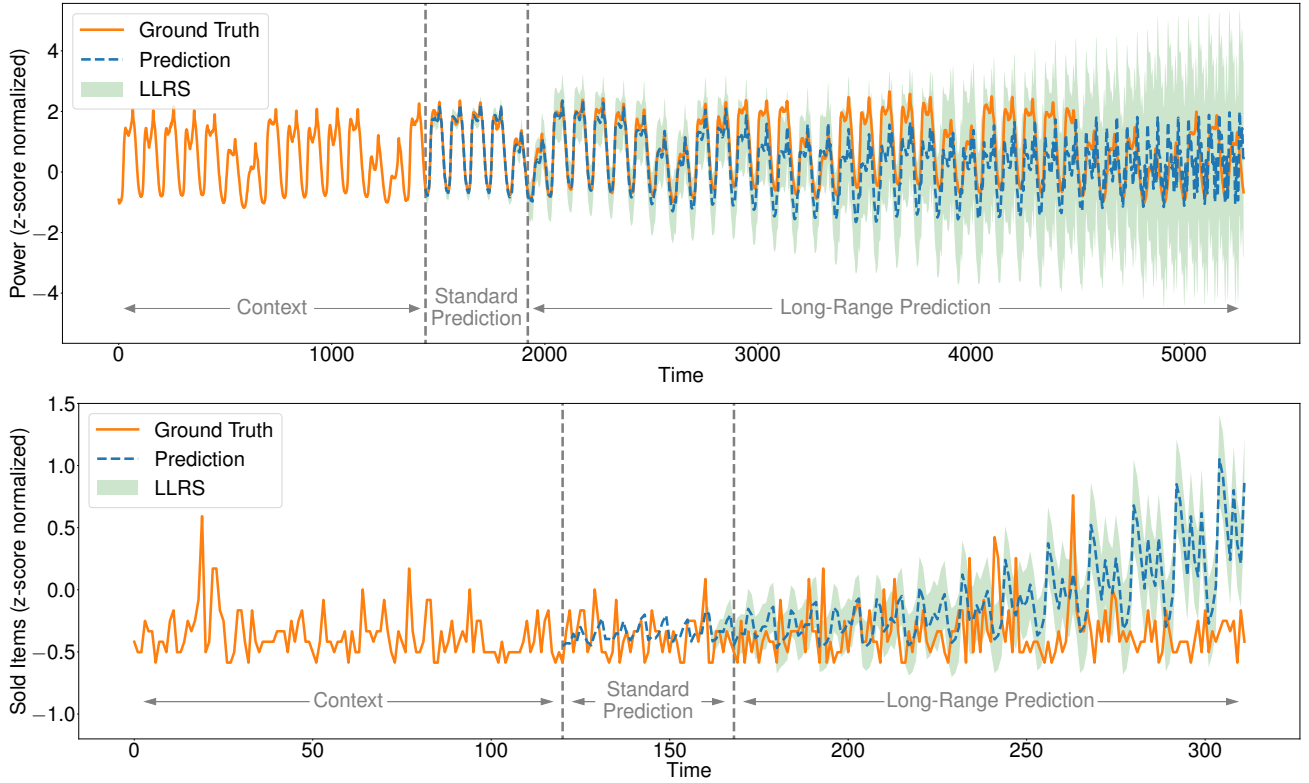 Power (z-score normalized)
4
2
0
−2
−4
Ground Truth
Prediction
LLRS
Context
Standard
Prediction
Long-Range Prediction
0
1000
2000
3000
4000
5000
Time
Sold Items (z-score normalized)
1.5
1.0
0.5
0.0
−0.5
−1.0
Ground Truth
Prediction
LLRS
Context
Standard
Prediction
Long-Range Prediction
0
50
100
150
200
250
300
Time